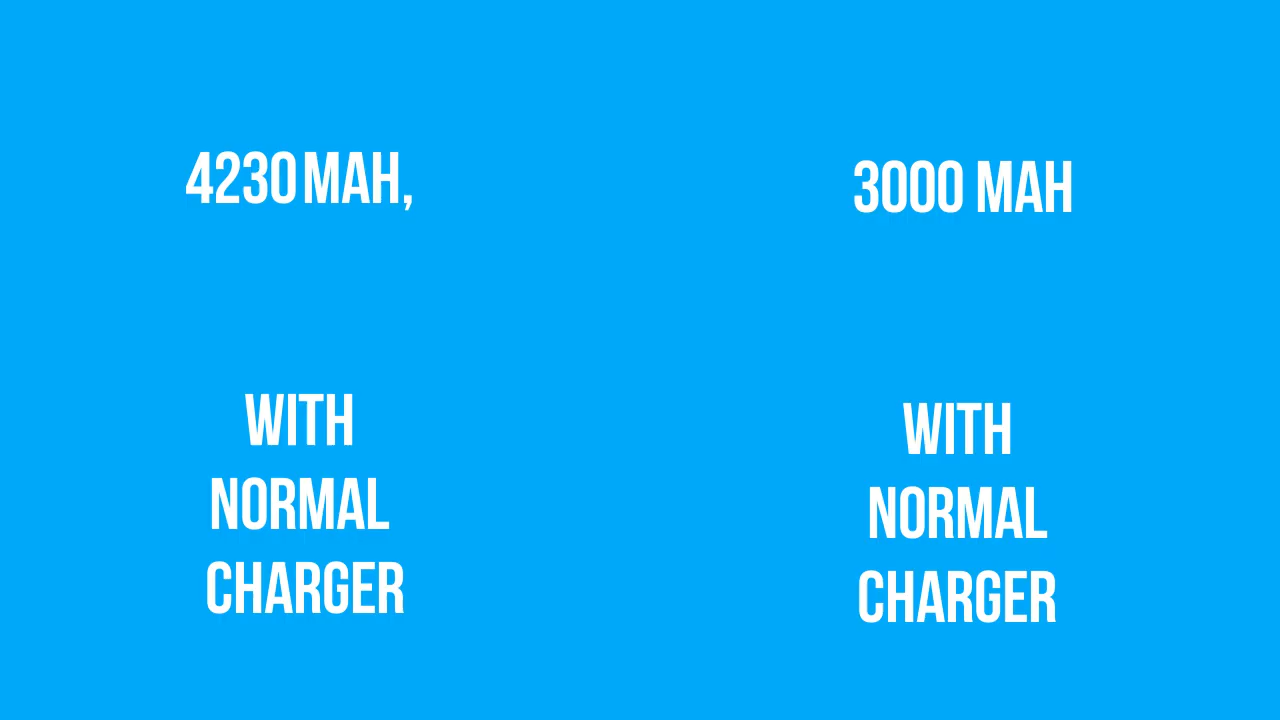 4230 MAH,
WITH
NORMAL
CHARGER
3000 MAH
WITH
NORMAL
CHARGER